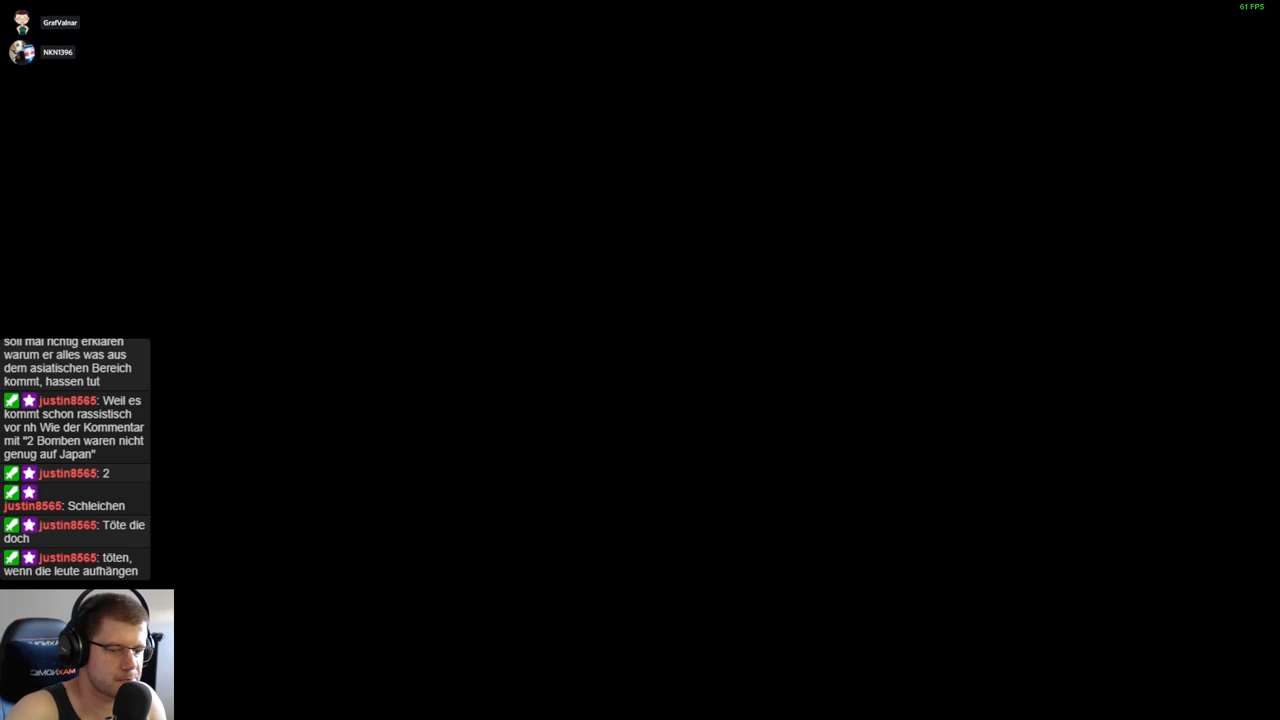 GrafValnar
61 FPS
NKN1396
soll mal richtig erklären
warum er alles was aus
dem asiatischen Bereich
kommt, hassen tut
justin8565: Weil es
kommt schon rassistisch
vor nh Wie der Kommentar
mit "2 Bomben waren nicht
genug auf Japan"
justin8565: 2
justin8565: Schleichen
justin8565: Töte die
doch
justin8565: töten,
wenn die leute aufhängen
MAXNOMIC